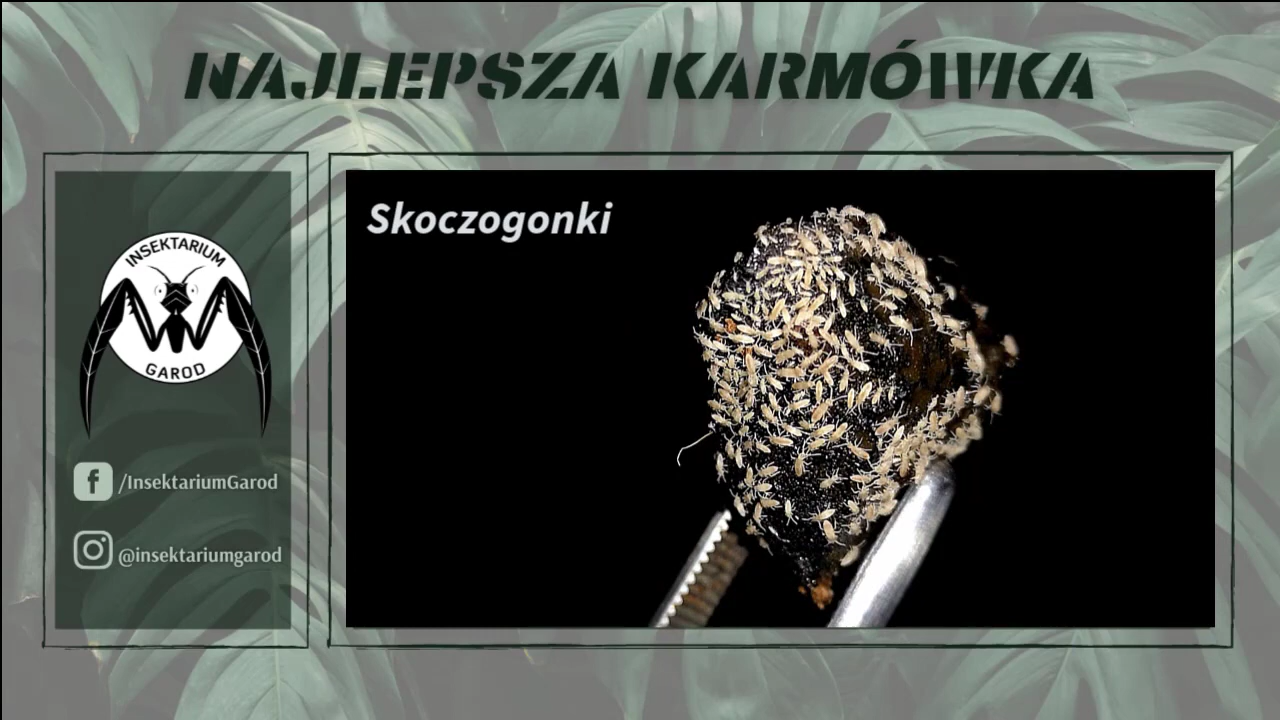 NAJLEPSZA KARMÓWKA
Skoczogonki
INSEKTARIUM
GAROD
/InsektariumGarod
@insektariumgarod